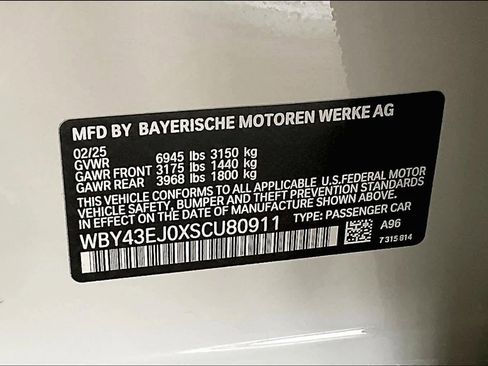 MFD BY BAYERISCHE MOTOREN WERKE AG
02/25
GVWR 6945 lbs 3150 kg
GAWR FRONT 3175 lbs 1440 kg
GAWR REAR 3968 lbs 1800 kg
THIS VEHICLE CONFORMS TO ALL APPLICABLE U.S.FEDERAL MOTOR
VEHICLE SAFETY, BUMPER AND THEFT PREVENTION STANDARDS
IN EFFECT ON THE DATE OF MANUFACTURE SHOWN ABOVE.
WBY43EJ0XSCU80911 TYPE: PASSENGER CAR
A96
7 315 814